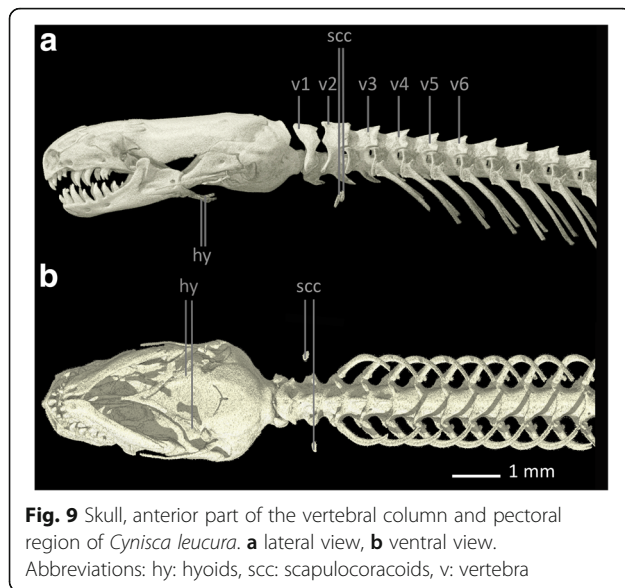 a
scc
v1 v2 v3 v4 v5 v6
hy
b
hy scc
1 mm
Fig. 9 Skull, anterior part of the vertebral column and pectoral
region of Cynisca leucura. a lateral view, b ventral view.
Abbreviations: hy: hyoids, scc: scapulocoracoids, v: vertebra